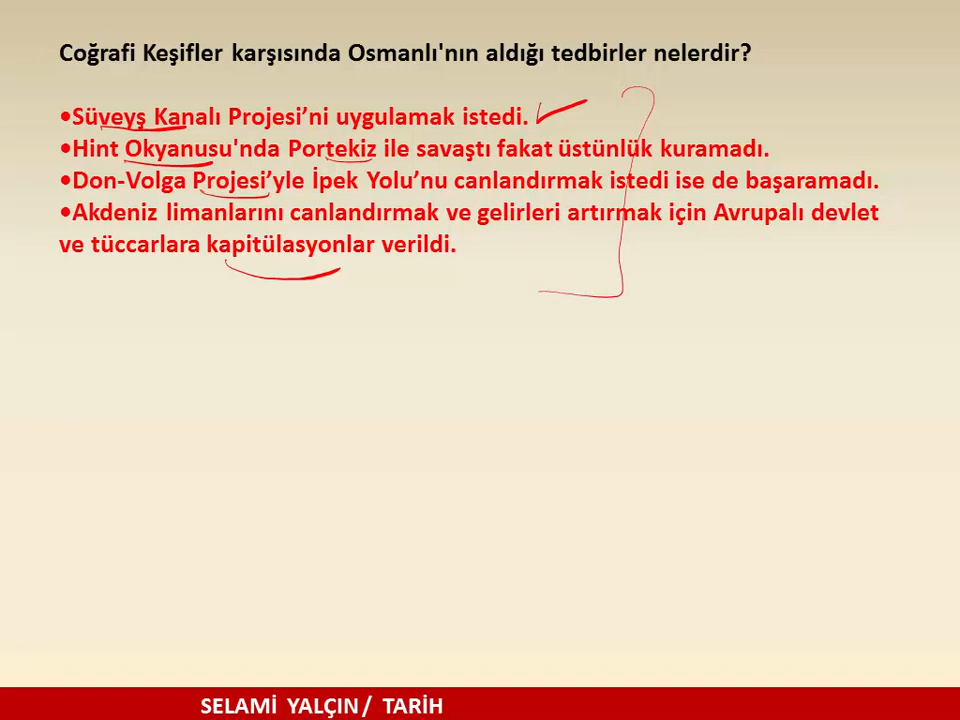 Coğrafi Keşifler karşısında Osmanlı'nın aldığı tedbirler nelerdir?
•Süveyş Kanalı Projesi’ni uygulamak istedi.
•Hint Okyanusu'nda Portekiz ile savaştı fakat üstünlük kuramadı.
•Don-Volga Projesi’yle İpek Yolu’nu canlandırmak istedi ise de başaramadı.
•Akdeniz limanlarını canlandırmak ve gelirleri artırmak için Avrupalı devlet
ve tüccarlara kapitülasyonlar verildi.
SELAMİ YALÇIN / TARİH